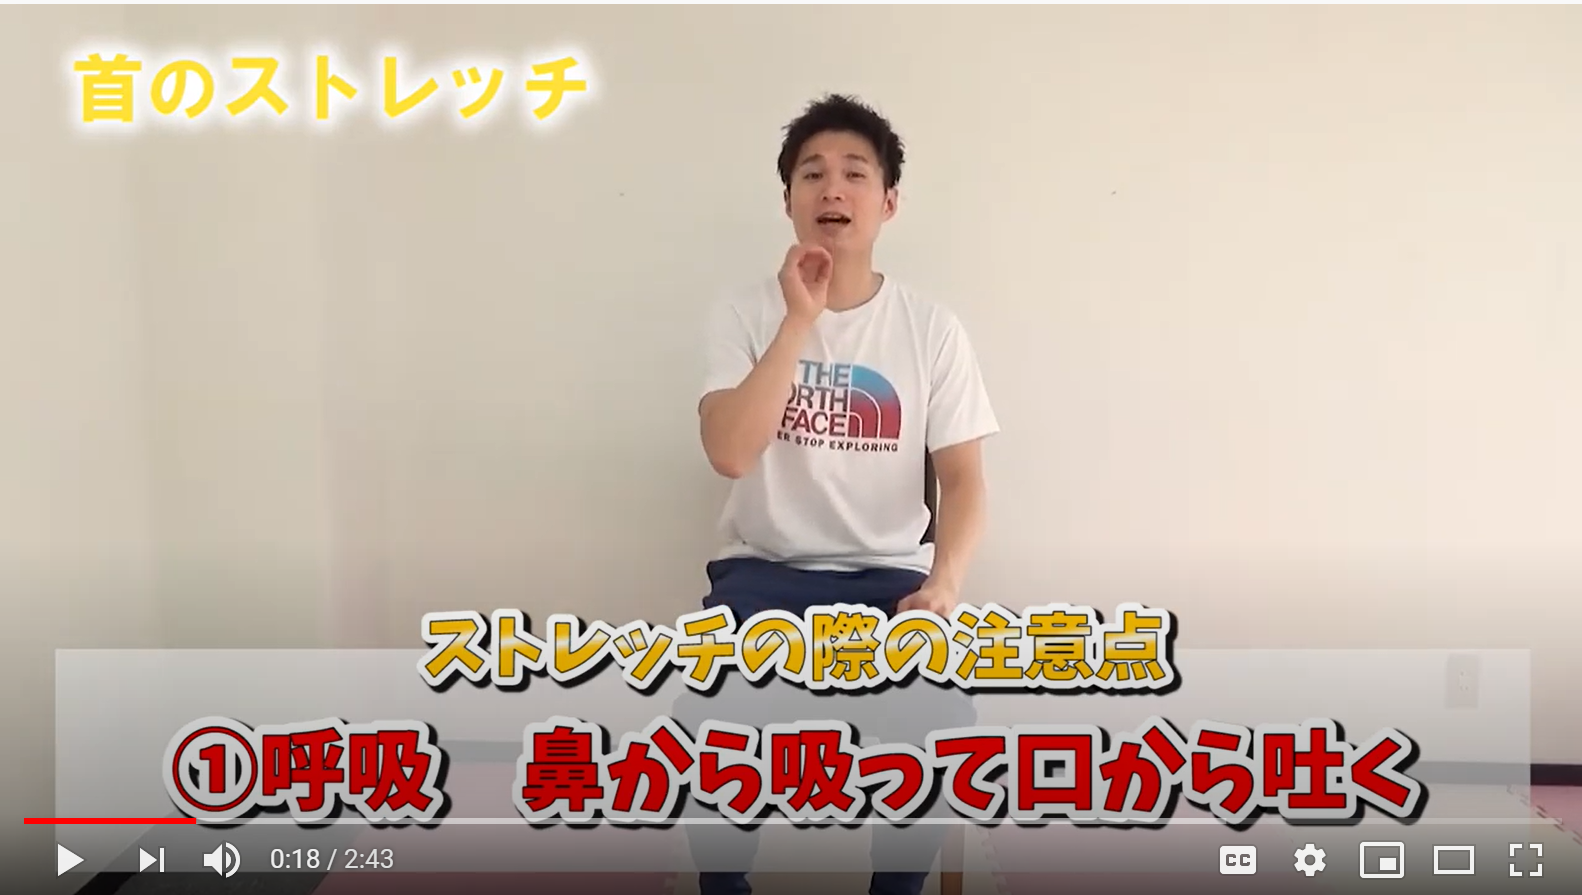 首のストレッチ
THE
ORTH
FACE
ER STOP EXPLORING
ストレッチの際の注意点
①呼吸 鼻から吸って口から吐く
0:18 / 2:43
CC